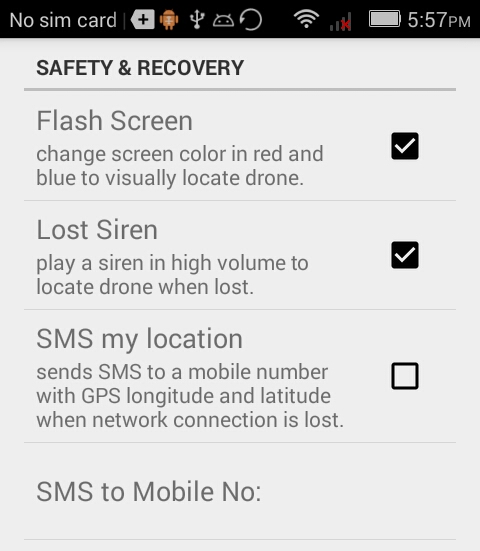 No sim card 5:57PM
SAFETY & RECOVERY
Flash Screen
change screen color in red and
blue to visually locate drone.
Lost Siren
play a siren in high volume to
locate drone when lost.
SMS my location
sends SMS to a mobile number
with GPS longitude and latitude
when network connection is lost.
SMS to Mobile No: